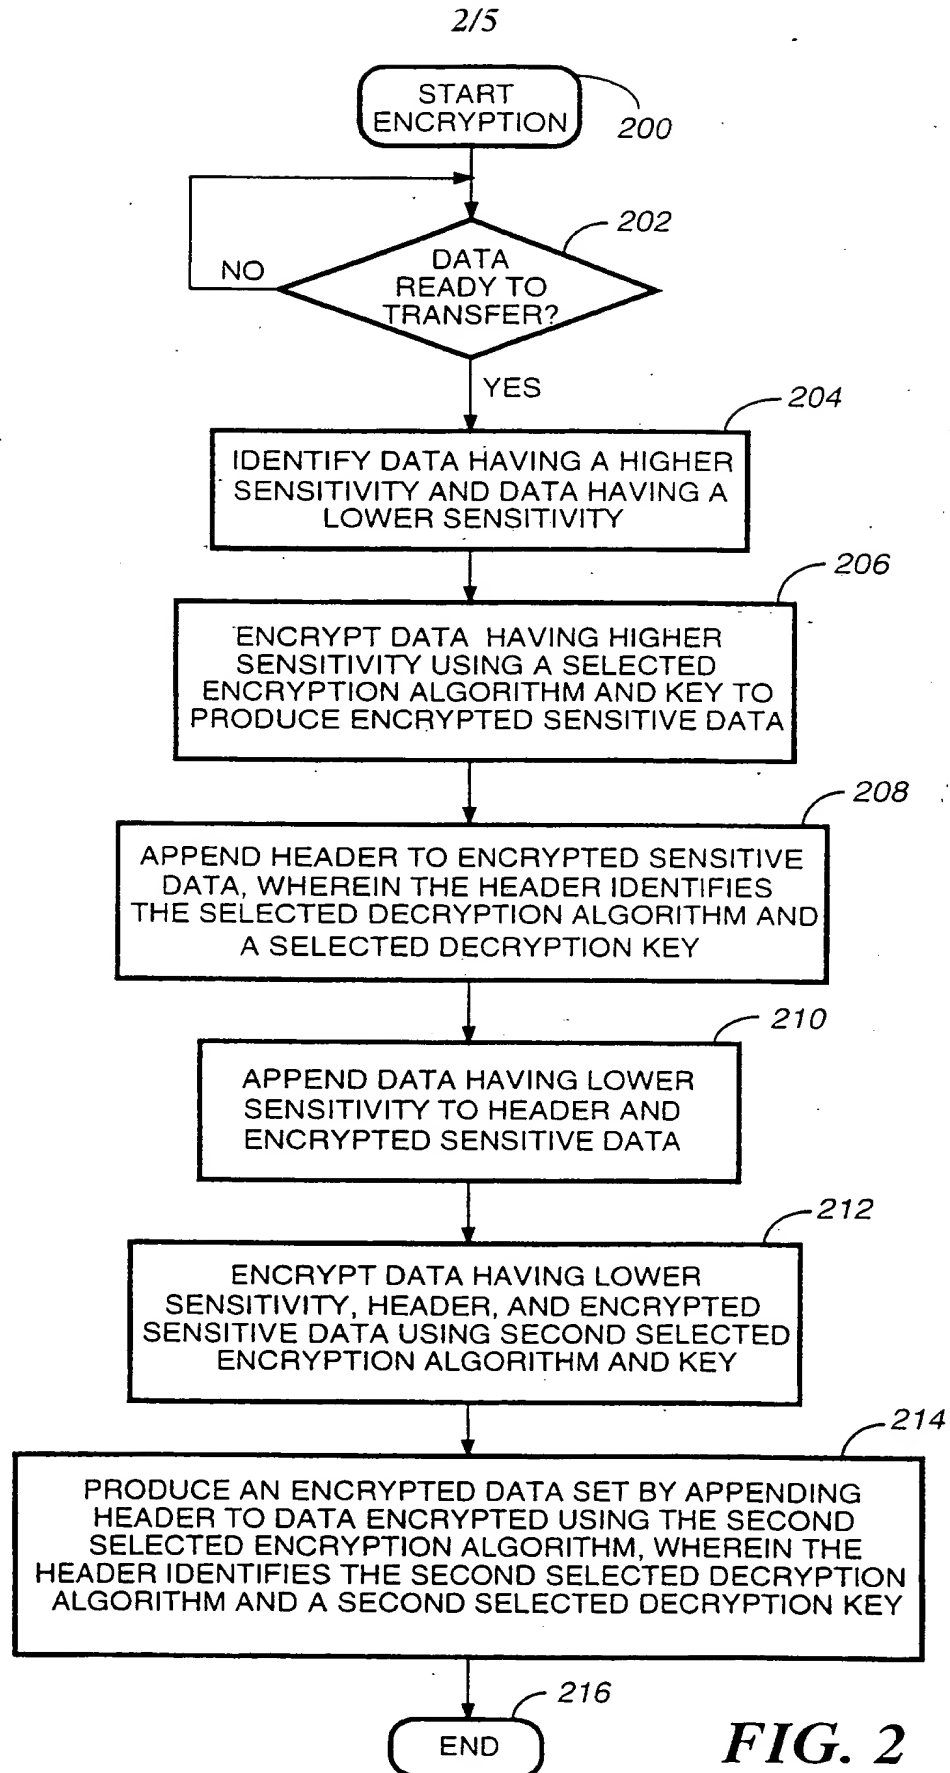 2/5
START
ENCRYPTION
200
202
DATA
READY TO
TRANSFER?
NO
YES
204
IDENTIFY DATA HAVING A HIGHER
SENSITIVITY AND DATA HAVING A
LOWER SENSITIVITY
206
ENCRYPT DATA HAVING HIGHER
SENSITIVITY USING A SELECTED
ENCRYPTION ALGORITHM AND KEY TO
PRODUCE ENCRYPTED SENSITIVE DATA
208
APPEND HEADER TO ENCRYPTED SENSITIVE
DATA, WHEREIN THE HEADER IDENTIFIES
THE SELECTED DECRYPTION ALGORITHM AND
A SELECTED DECRYPTION KEY
210
APPEND DATA HAVING LOWER
SENSITIVITY TO HEADER AND
ENCRYPTED SENSITIVE DATA
212
ENCRYPT DATA HAVING LOWER
SENSITIVITY, HEADER, AND ENCRYPTED
SENSITIVE DATA USING SECOND SELECTED
ENCRYPTION ALGORITHM AND KEY
214
PRODUCE AN ENCRYPTED DATA SET BY APPENDING
HEADER TO DATA ENCRYPTED USING THE SECOND
SELECTED ENCRYPTION ALGORITHM, WHEREIN THE
HEADER IDENTIFIES THE SECOND SELECTED DECRYPTION
ALGORITHM AND A SECOND SELECTED DECRYPTION KEY
216
END
FIG. 2